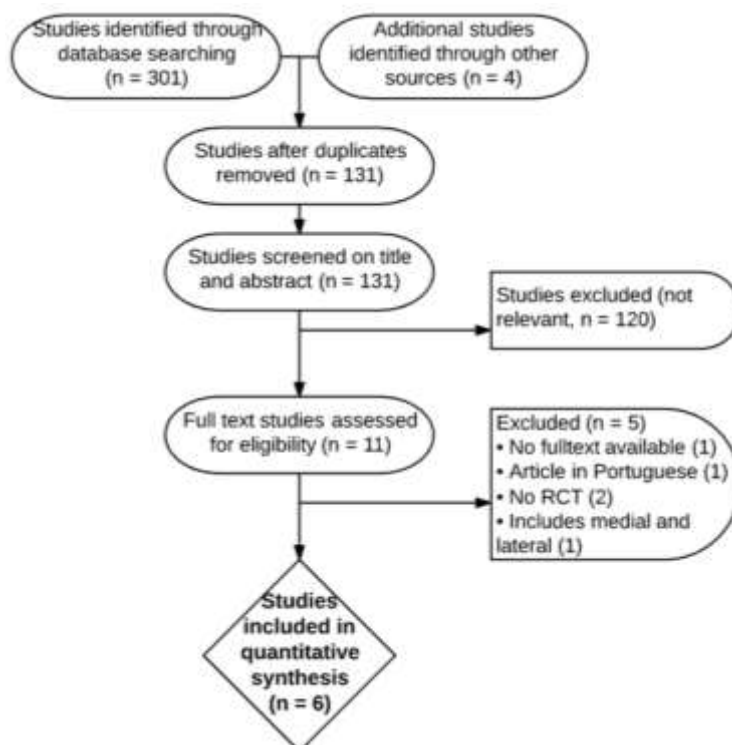 Studies identified through
database searching
(n = 301)
Additional studies
identified through other
sources (n = 4)
Studies after duplicates
removed (n = 131)
Studies screened on title
and abstract (n = 131)
Studies excluded (not
relevant, n = 120)
Full text studies assessed
for eligibility (n = 11)
Excluded (n = 5)
• No fulltext available (1)
• Article in Portuguese (1)
• No RCT (2)
• Includes medial and
lateral (1)
Studies
included in
quantitative
synthesis
(n = 6)